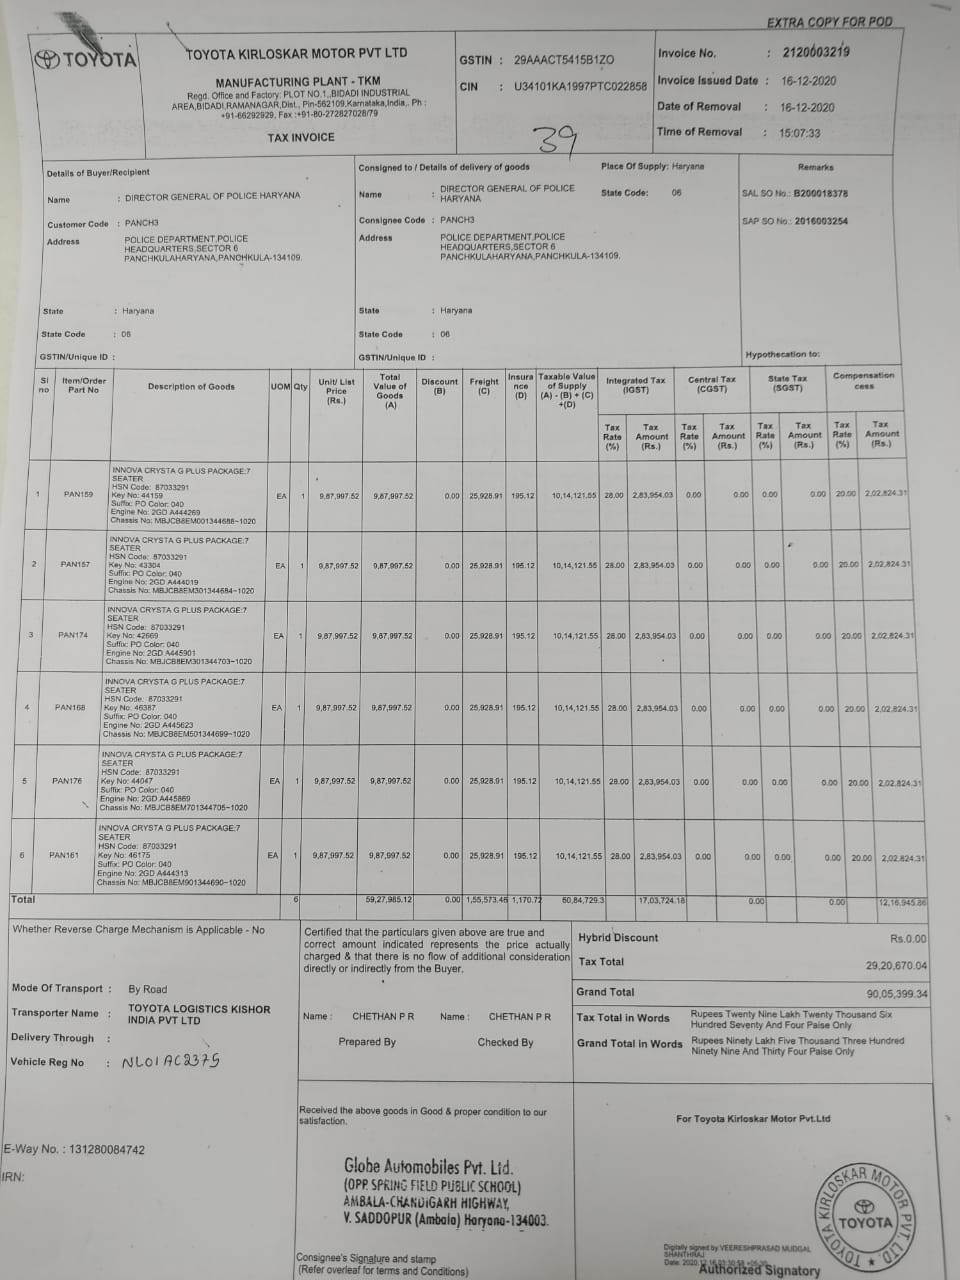 EXTRA COPY FOR POD
TOYOTA
TOYOTA KIRLOSKAR MOTOR PVT LTD
MANUFACTURING PLANT - TKM
Regd. Office and Factory: PLOT NO.1,,BIDADI INDUSTRIAL
AREA,BIDADI,RAMANAGAR,Dist., Pin-562109,Karnataka,India,. Ph :
+91-66292929, Fax :+91-80-272827028/79
TAX INVOICE
GSTIN : 29AAACT5415B1ZO
CIN : U34101KA1997PTC022858
39
Invoice No. : 2120003219
Invoice Issued Date : 16-12-2020
Date of Removal : 16-12-2020
Time of Removal : 15:07:33
Details of Buyer/Recipient
Name : DIRECTOR GENERAL OF POLICE HARYANA
Customer Code : PANCH3
Address POLICE DEPARTMENT,POLICE
HEADQUARTERS,SECTOR 6
PANCHKULAHARYANA,PANCHKULA-134109.
State : Haryana
State Code : 06
GSTIN/Unique ID :
Consigned to / Details of delivery of goods
Name : DIRECTOR GENERAL OF POLICE
HARYANA
Consignee Code : PANCH3
Address POLICE DEPARTMENT,POLICE
HEADQUARTERS,SECTOR 6
PANCHKULAHARYANA,PANCHKULA-134109.
State : Haryana
State Code : 06
GSTIN/Unique ID :
Place Of Supply: Haryana
State Code: 06
Remarks
SAL SO No.: B200018378
SAP SO No.: 2016003254
Hypothecation to:
Sl no Item/Order Part No Description of Goods UOM Qty Unit/ List Price (Rs.) Total Value of Goods (A) Discount (B) Freight (C) Insura nce (D) Taxable Value of Supply (A) - (B) + (C) +(D) Integrated Tax (IGST) Central Tax (CGST) State Tax (SGST) Compensation cess
Tax Rate (%) Tax Amount (Rs.) Tax Rate (%) Tax Amount (Rs.) Tax Rate (%) Tax Amount (Rs.) Tax Rate (%) Tax Amount (Rs.)
INNOVA CRYSTA G PLUS PACKAGE:7
SEATER
HSN Code: 87033291
1 PAN159 Key No: 44159 EA 1 9,87,997.52 9,87,997.52 0.00 25,928.91 195.12 10,14,121.55 28.00 2,83,954.03 0.00 0.00 0.00 0.00 20.00 2,02,824.31
Suffix: PO Color: 040
Engine No: 2GD A444269
Chassis No: MBJCB8EM001344688-1020
INNOVA CRYSTA G PLUS PACKAGE:7
SEATER
HSN Code: 87033291
2 PAN157 Key No: 43304 EA 1 9,87,997.52 9,87,997.52 0.00 25,928.91 195.12 10,14,121.55 28.00 2,83,954.03 0.00 0.00 0.00 0.00 20.00 2,02,824.31
Suffix: PO Color: 040
Engine No: 2GD A444019
Chassis No: MBJCB8EM301344684-1020
INNOVA CRYSTA G PLUS PACKAGE:7
SEATER
HSN Code: 87033291
3 PAN174 Key No: 42669 EA 1 9,87,997.52 9,87,997.52 0.00 25,928.91 195.12 10,14,121.55 28.00 2,83,954.03 0.00 0.00 0.00 0.00 20.00 2,02,824.31
Suffix: PO Color: 040
Engine No: 2GD A445901
Chassis No: MBJCB8EM301344703-1020
INNOVA CRYSTA G PLUS PACKAGE:7
SEATER
HSN Code: 87033291
4 PAN168 Key No: 46387 EA 1 9,87,997.52 9,87,997.52 0.00 25,928.91 195.12 10,14,121.55 28.00 2,83,954.03 0.00 0.00 0.00 0.00 20.00 2,02,824.31
Suffix: PO Color: 040
Engine No: 2GD A445623
Chassis No: MBJCB8EM501344699-1020
INNOVA CRYSTA G PLUS PACKAGE:7
SEATER
HSN Code: 87033291
5 PAN176 Key No: 44047 EA 1 9,87,997.52 9,87,997.52 0.00 25,928.91 195.12 10,14,121.55 28.00 2,83,954.03 0.00 0.00 0.00 0.00 20.00 2,02,824.31
Suffix: PO Color: 040
Engine No: 2GD A445869
Chassis No: MBJCB8EM701344705-1020
INNOVA CRYSTA G PLUS PACKAGE:7
SEATER
HSN Code: 87033291
6 PAN161 Key No: 46175 EA 1 9,87,997.52 9,87,997.52 0.00 25,928.91 195.12 10,14,121.55 28.00 2,83,954.03 0.00 0.00 0.00 0.00 20.00 2,02,824.31
Suffix: PO Color: 040
Engine No: 2GD A444313
Chassis No: MBJCB8EM901344690-1020
Total 6 59,27,985.12 0.00 1,55,573.46 1,170.72 60,84,729.3 17,03,724.18 0.00 0.00 12,16,945.86
Whether Reverse Charge Mechanism is Applicable - No
Mode Of Transport : By Road
Transporter Name : TOYOTA LOGISTICS KISHOR
INDIA PVT LTD
Delivery Through :
Vehicle Reg No : NL01AC2375
E-Way No. : 131280084742
IRN:
Certified that the particulars given above are true and
correct amount indicated represents the price actually
charged & that there is no flow of additional consideration
directly or indirectly from the Buyer.
Name : CHETHAN P R Name : CHETHAN P R
Prepared By Checked By
Hybrid Discount Rs.0.00
Tax Total 29,20,670.04
Grand Total 90,05,399.34
Tax Total in Words Rupees Twenty Nine Lakh Twenty Thousand Six
Hundred Seventy And Four Paise Only
Grand Total in Words Rupees Ninety Lakh Five Thousand Three Hundred
Ninety Nine And Thirty Four Paise Only
Received the above goods in Good & proper condition to our
satisfaction.
Globe Automobiles Pvt. Ltd.
(OPP. SPRING FIELD PUBLIC SCHOOL)
AMBALA-CHANDIGARH HIGHWAY,
V. SADDOPUR (Ambala) Haryana-134003.
Consignee's Signature and stamp
(Refer overleaf for terms and Conditions)
For Toyota Kirloskar Motor Pvt.Ltd
TOYOTA KIRLOSKAR MOTOR PVT. LTD.
TOYOTA
Digitally signed by VEERESHPRASAD MUDGAL
SHANTHRAJ
Date: 2020.12.16
Authorized Signatory